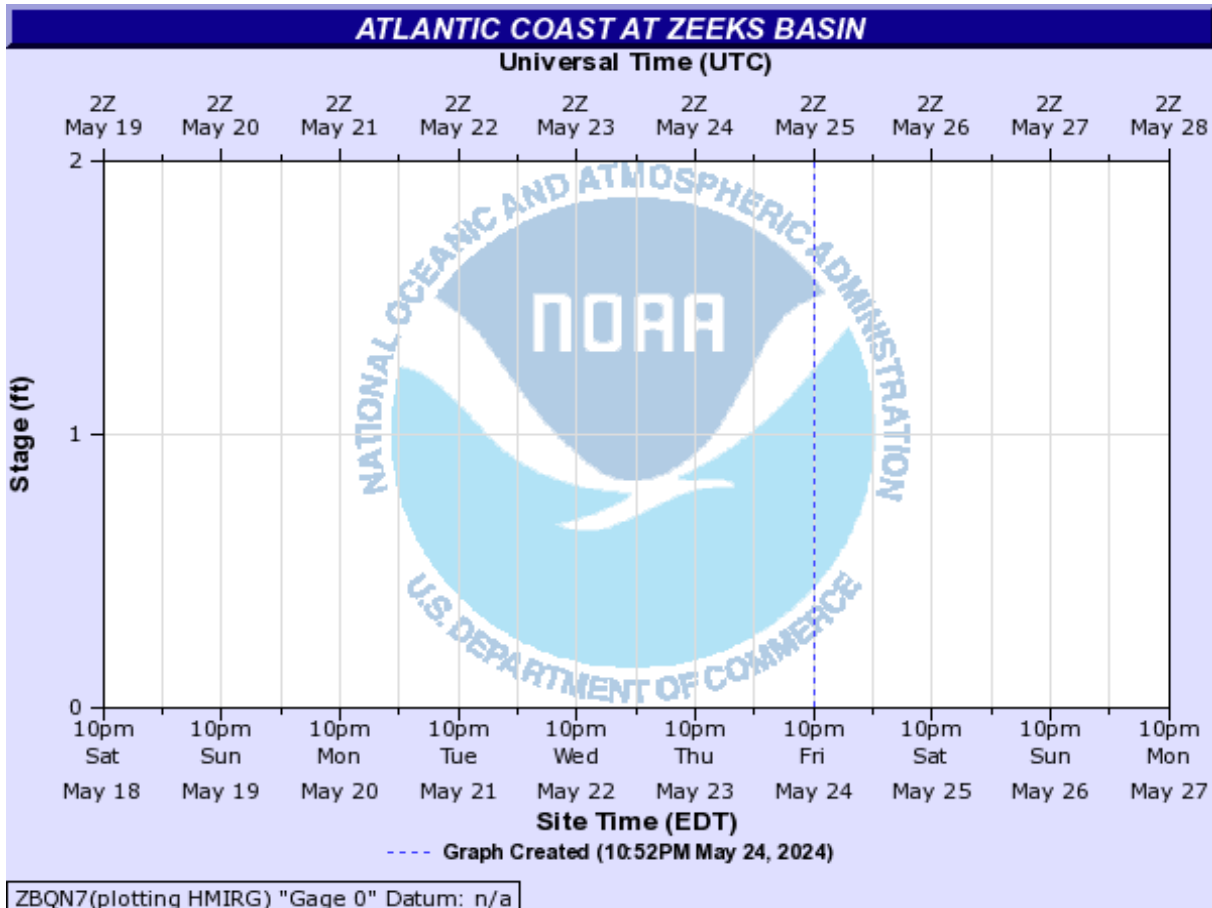 ATLANTIC COAST AT ZEEKS BASIN
Universal Time (UTC)
2Z 2Z 2Z 2Z 2Z 2Z 2Z 2Z 2Z 2Z
May 19 May 20 May 21 May 22 May 23 May 24 May 25 May 26 May 27 May 28
2
NATIONAL OCEANIC AND ATMOSPHERIC ADMINISTRATION
NOAA
Stage (ft)
1
U.S. DEPARTMENT OF COMMERCE
0
10pm 10pm 10pm 10pm 10pm 10pm 10pm 10pm 10pm 10pm
Sat Sun Mon Tue Wed Thu Fri Sat Sun Mon
May 18 May 19 May 20 May 21 May 22 May 23 May 24 May 25 May 26 May 27
Site Time (EDT)
Graph Created (10:52PM May 24, 2024)
ZBQN7(plotting HMIRG) "Gage 0" Datum: n/a